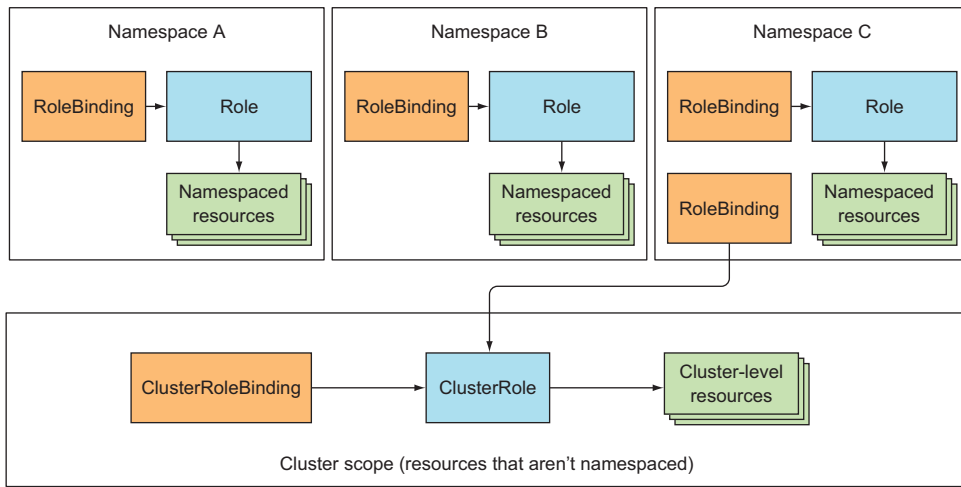 Namespace A
RoleBinding
Role
Namespaced
resources
Namespace B
RoleBinding
Role
Namespaced
resources
Namespace C
RoleBinding
Role
RoleBinding
Namespaced
resources
ClusterRoleBinding
ClusterRole
Cluster-level
resources
Cluster scope (resources that aren't namespaced)